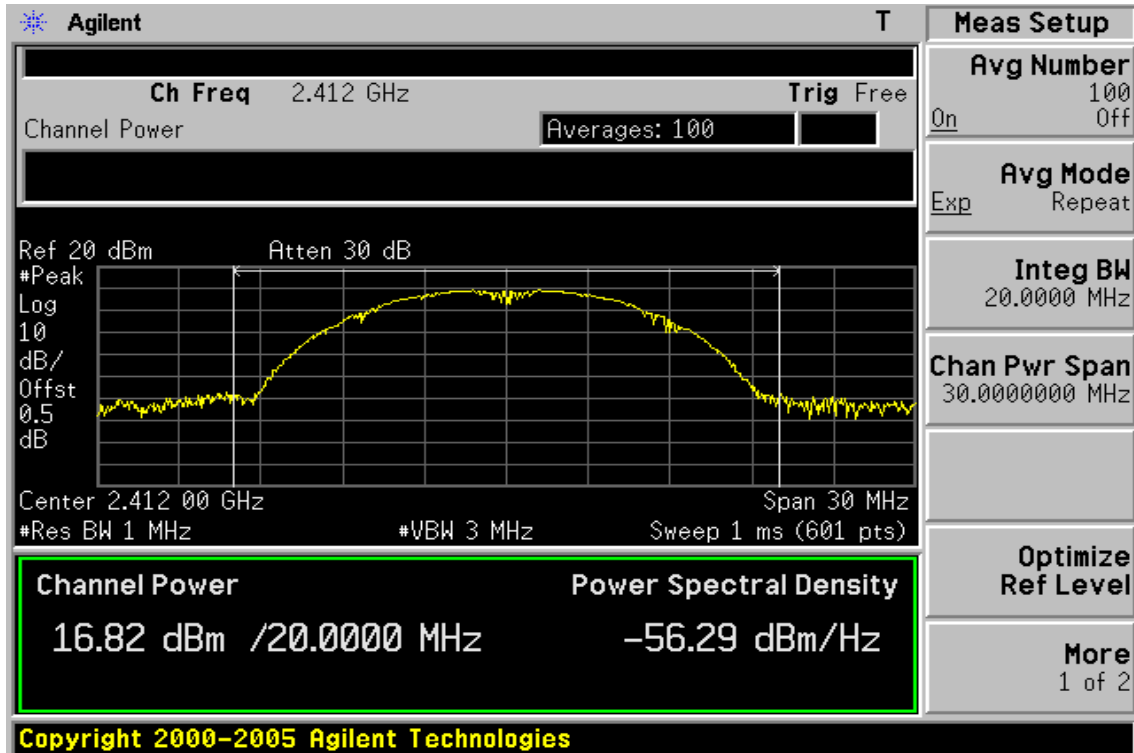 Agilent T
Ch Freq 2.412 GHz Trig Free
Channel Power Averages: 100
Ref 20 dBm Atten 30 dB
#Peak
Log
10
dB/
Offst
0.5
dB
Center 2.412 00 GHz Span 30 MHz
#Res BW 1 MHz #VBW 3 MHz Sweep 1 ms (601 pts)
Channel Power Power Spectral Density
16.82 dBm /20.0000 MHz -56.29 dBm/Hz
Copyright 2000-2005 Agilent Technologies
Meas Setup
Avg Number
100
On Off
Avg Mode
Exp Repeat
Integ BW
20.0000 MHz
Chan Pwr Span
30.0000000 MHz
Optimize
Ref Level
More
1 of 2